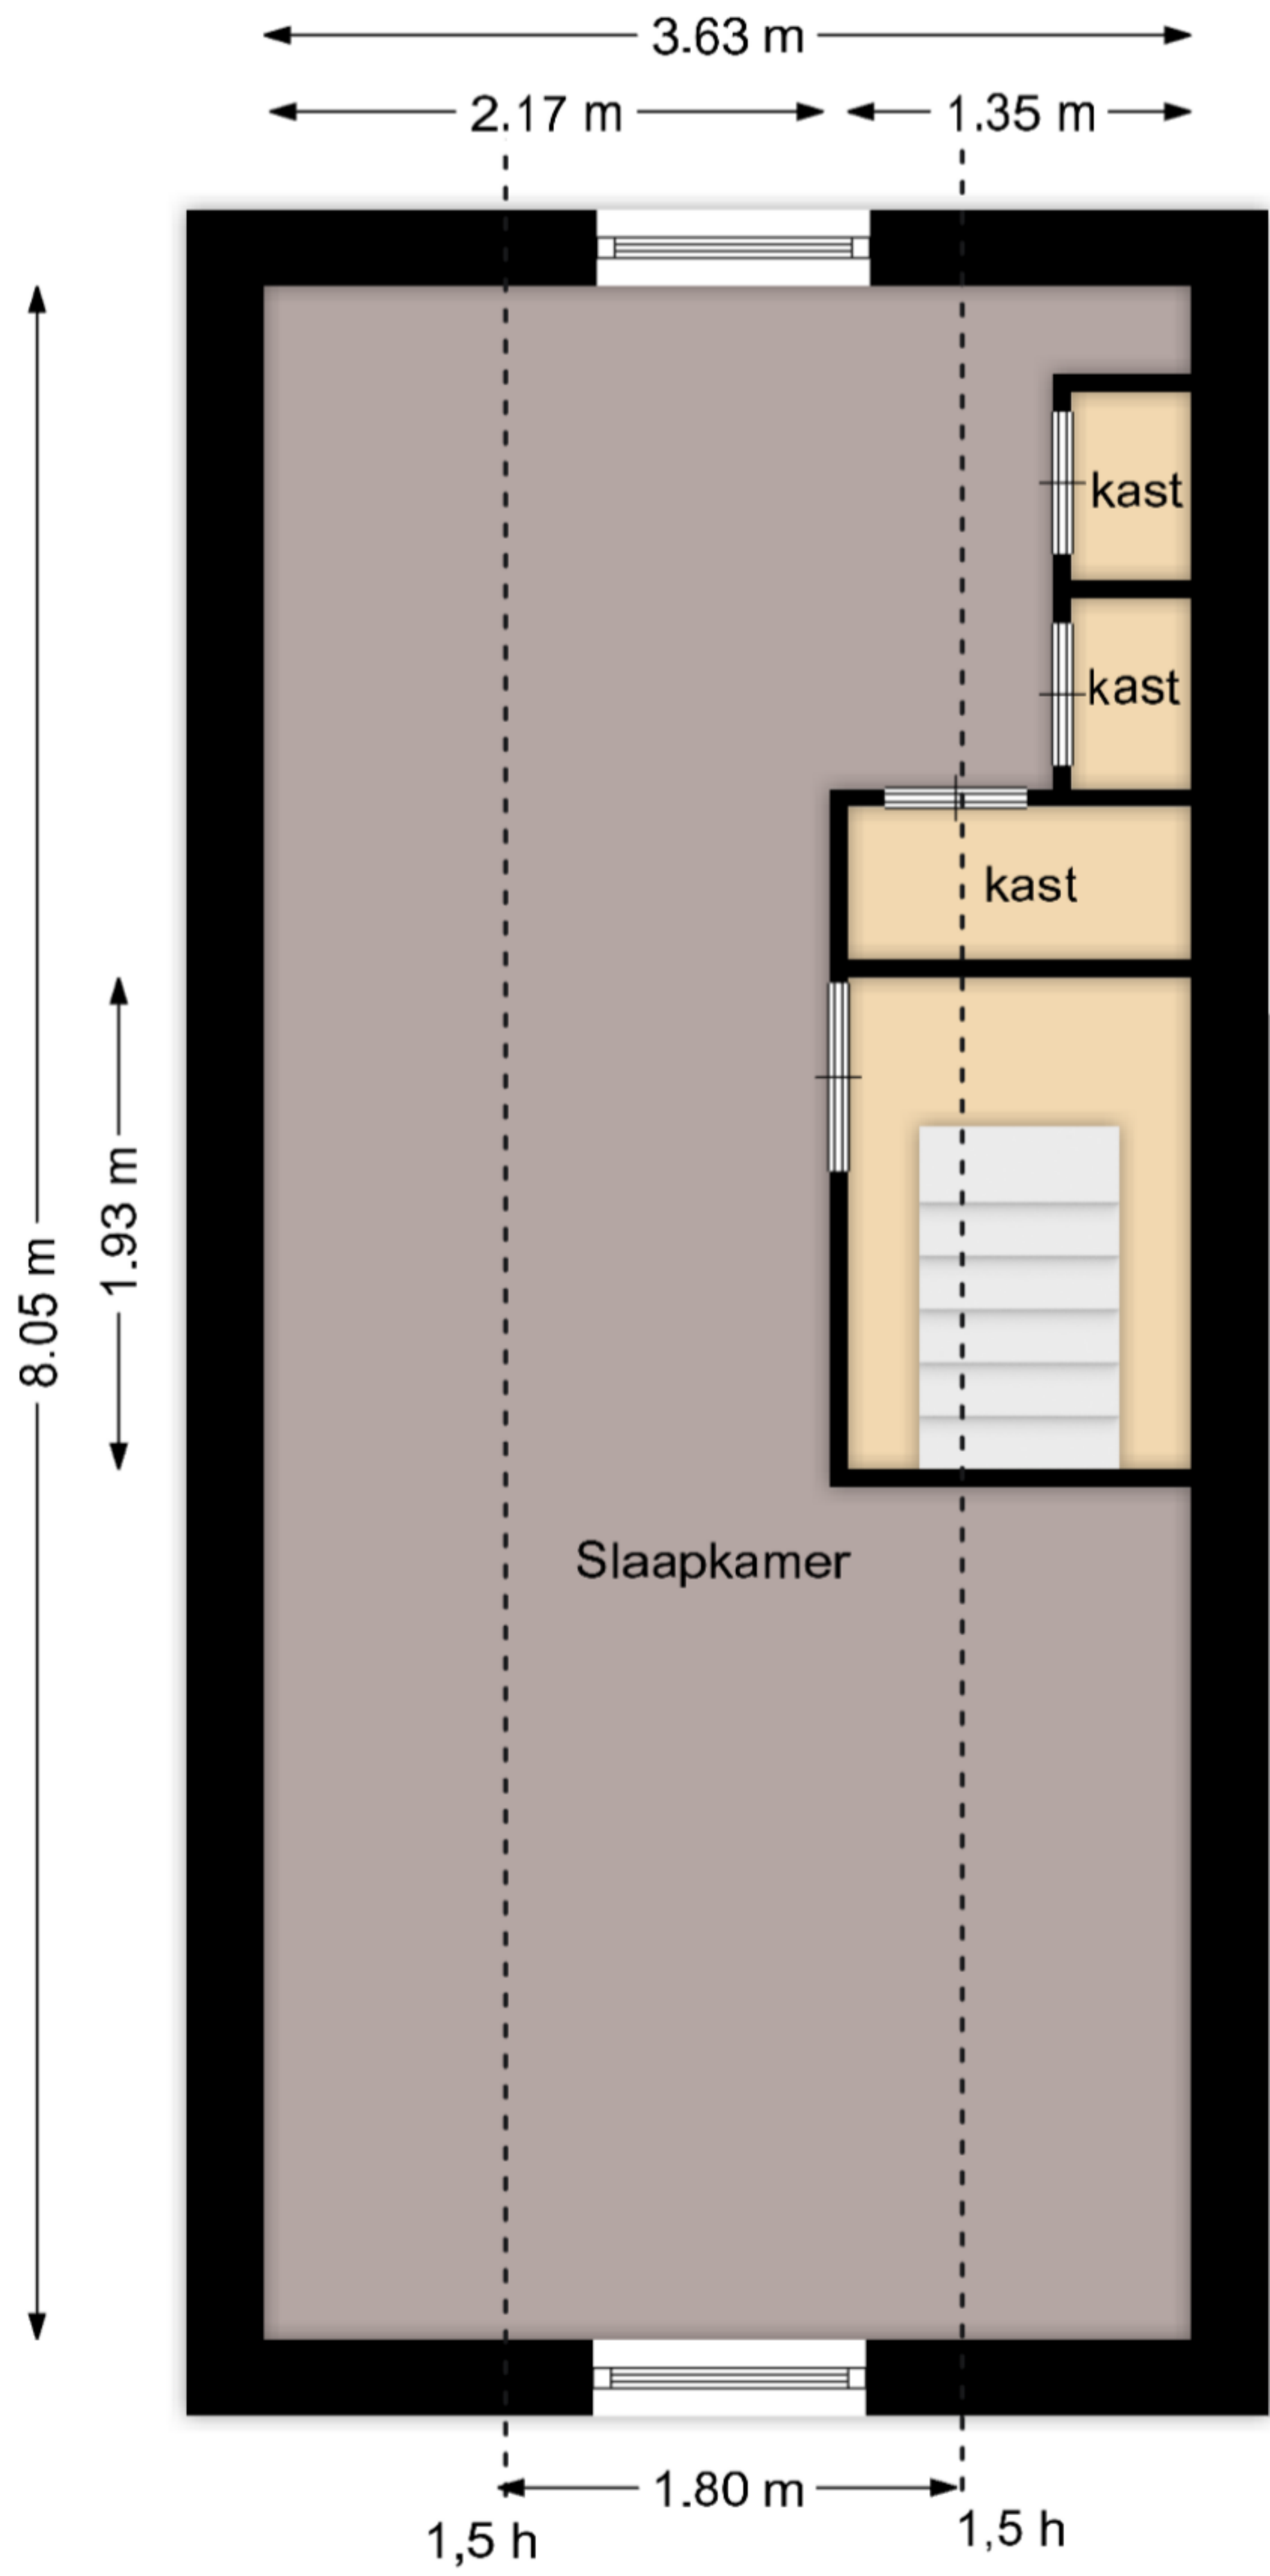 3.63 m
2.17 m
1.35 m
kast
kast
kast
1.93 m
8.05 m
Slaapkamer
1.80 m
1,5 h
1,5 h